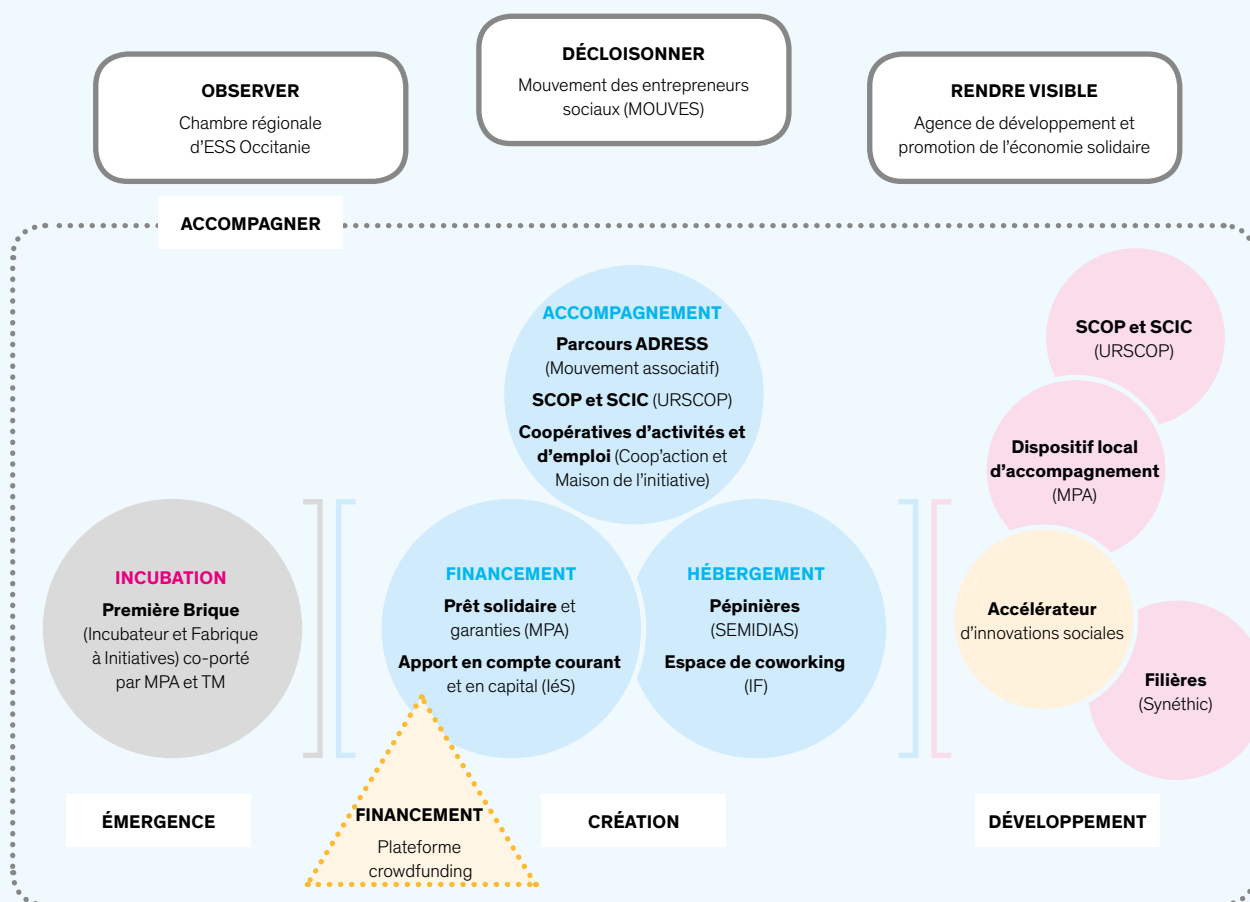 OBSERVER
Chambre régionale
d'ESS Occitanie
DÉCLOISONNER
Mouvement des entrepreneurs
sociaux (MOUVES)
RENDRE VISIBLE
Agence de développement et
promotion de l'économie solidaire
ACCOMPAGNER
INCUBATION
Première Brique
(Incubateur et Fabrique
à Initiatives) co-porté
par MPA et TM
ÉMERGENCE
ACCOMPAGNEMENT
Parcours ADRESS
(Mouvement associatif)
SCOP et SCIC (URSCOP)
Coopératives d'activités et
d'emploi (Coop'action et
Maison de l'initiative)
FINANCEMENT
Prêt solidaire et
garanties (MPA)
Apport en compte courant
et en capital (IéS)
HÉBERGEMENT
Pépinières
(SEMIDIAS)
Espace de coworking
(IF)
FINANCEMENT
Plateforme
crowdfunding
CRÉATION
SCOP et SCIC
(URSCOP)
Dispositif local
d'accompagnement
(MPA)
Accélérateur
d'innovations sociales
Filières
(Synéthic)
DÉVELOPPEMENT